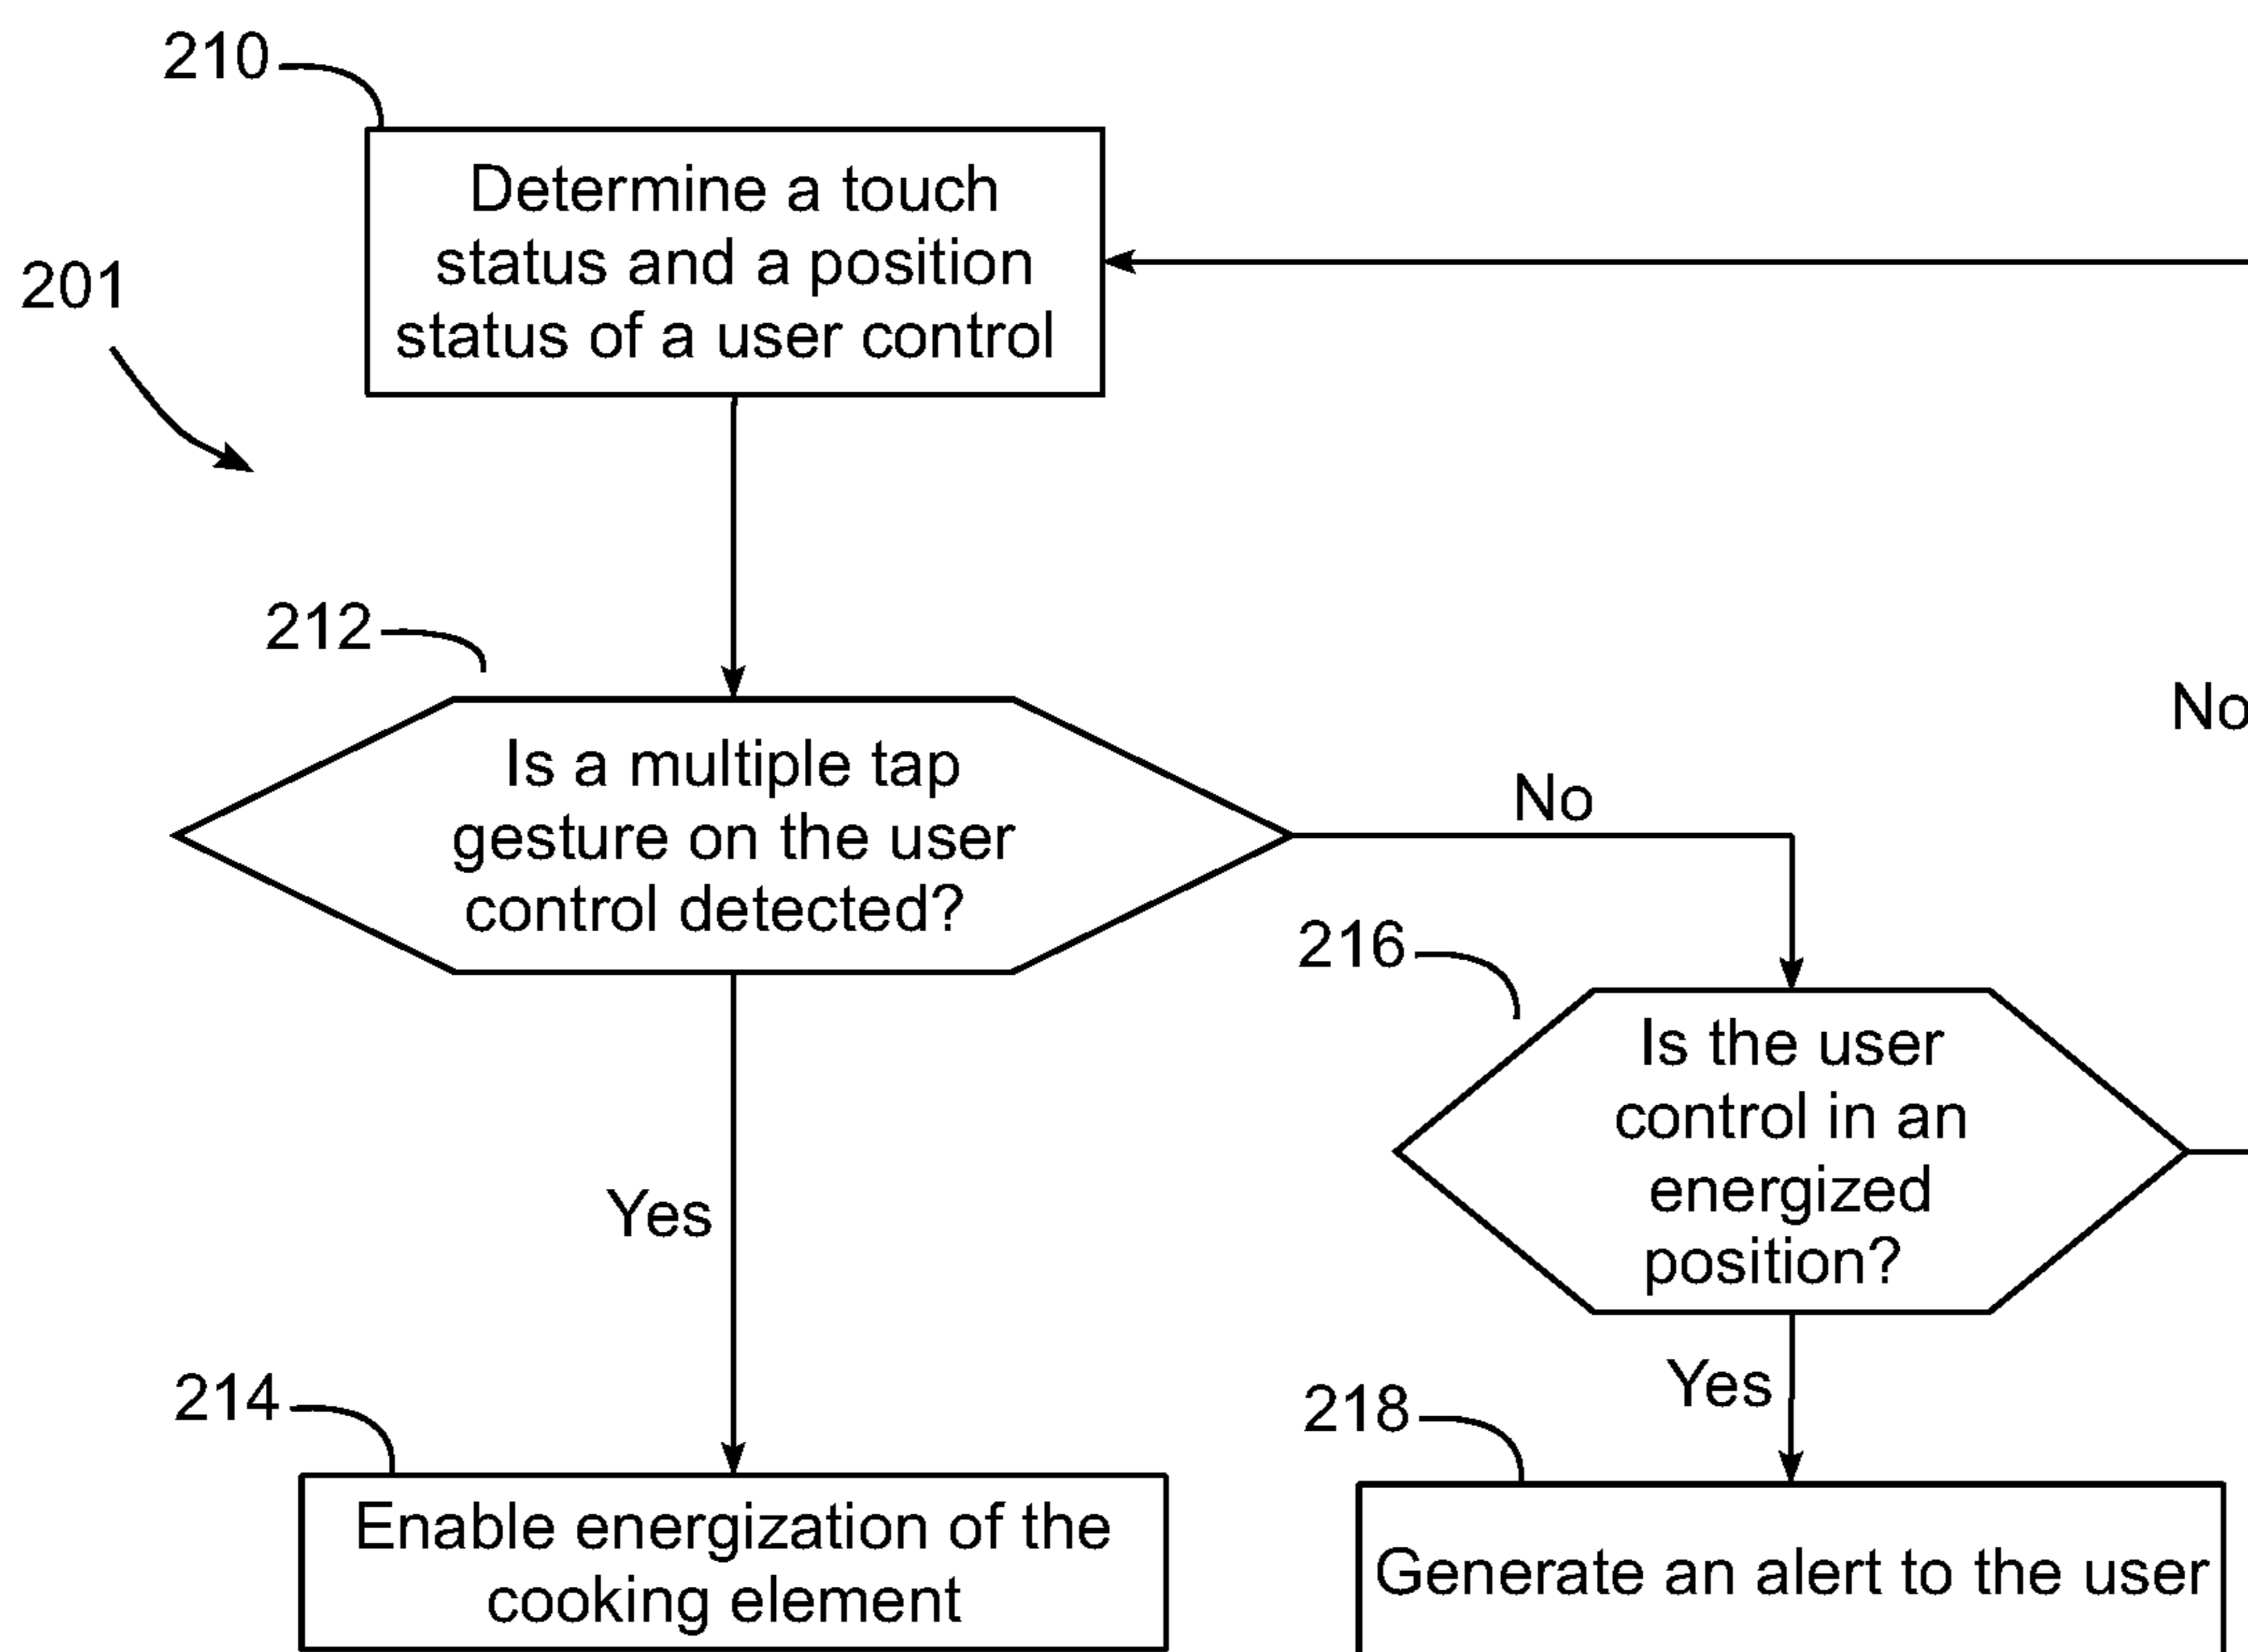 210
Determine a touch
status and a position
status of a user control
201
212
Is a multiple tap
gesture on the user
control detected?
No
No
216
Is the user
control in an
energized
position?
Yes
Yes
214
Enable energization of the
cooking element
218
Generate an alert to the user